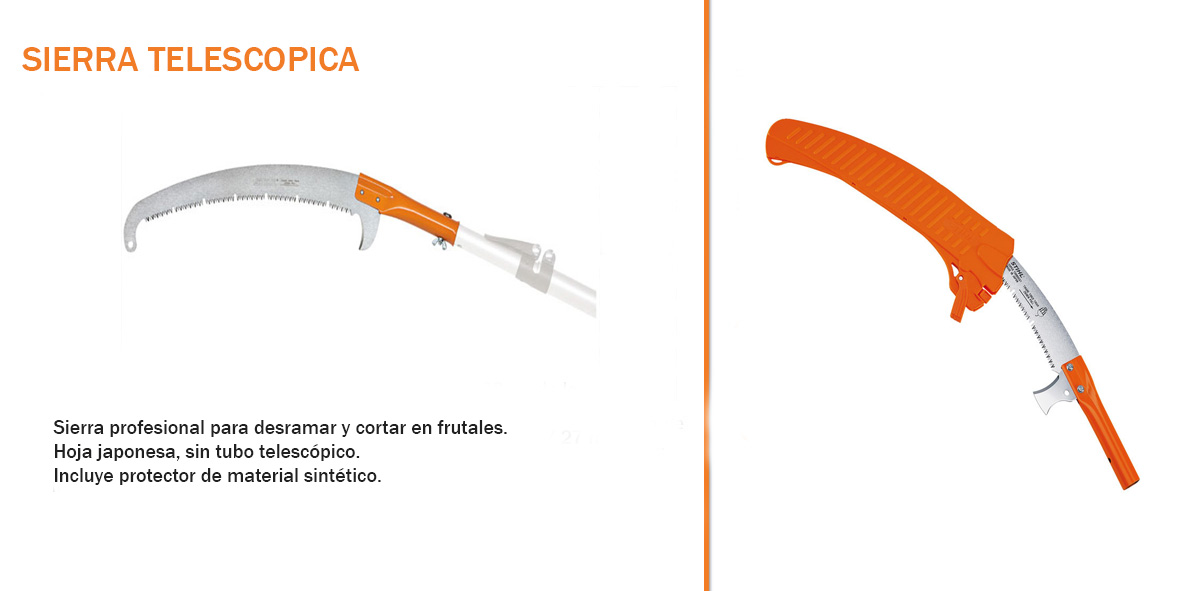 SIERRA TELESCOPICA
Sierra profesional para desramar y cortar en frutales.
Hoja japonesa, sin tubo telescópico.
Incluye protector de material sintético.
STIHL